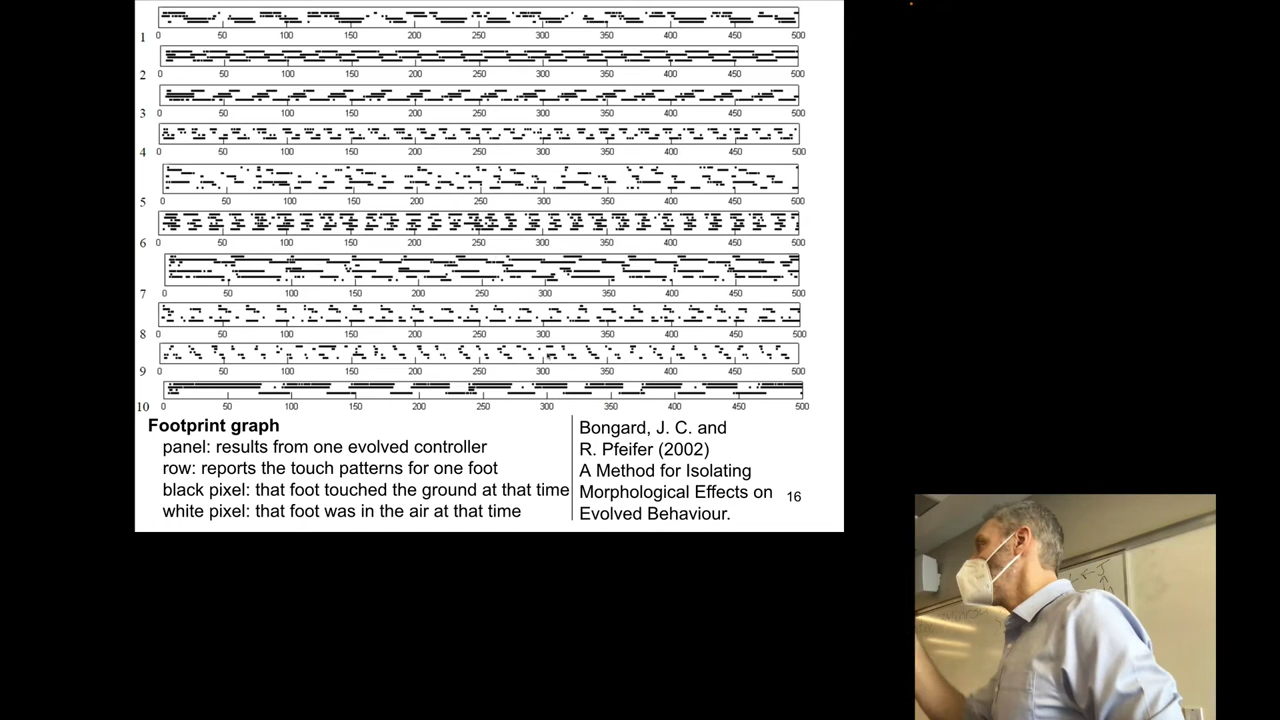 1 0 50 100 150 200 250 300 350 400 450 500
2 0 50 100 150 200 250 300 350 400 450 500
3 0 50 100 150 200 250 300 350 400 450 500
4 0 50 100 150 200 250 300 350 400 450 500
5 0 50 100 150 200 250 300 350 400 450 500
6 0 50 100 150 200 250 300 350 400 450 500
7 0 50 100 150 200 250 300 350 400 450 500
8 0 50 100 150 200 250 300 350 400 450 500
9 0 50 100 150 200 250 300 350 400 450 500
10 0 50 100 150 200 250 300 350 400 450 500
Footprint graph
panel: results from one evolved controller
row: reports the touch patterns for one foot
black pixel: that foot touched the ground at that time
white pixel: that foot was in the air at that time
Bongard, J. C. and
R. Pfeifer (2002)
A Method for Isolating
Morphological Effects on
Evolved Behaviour.
16